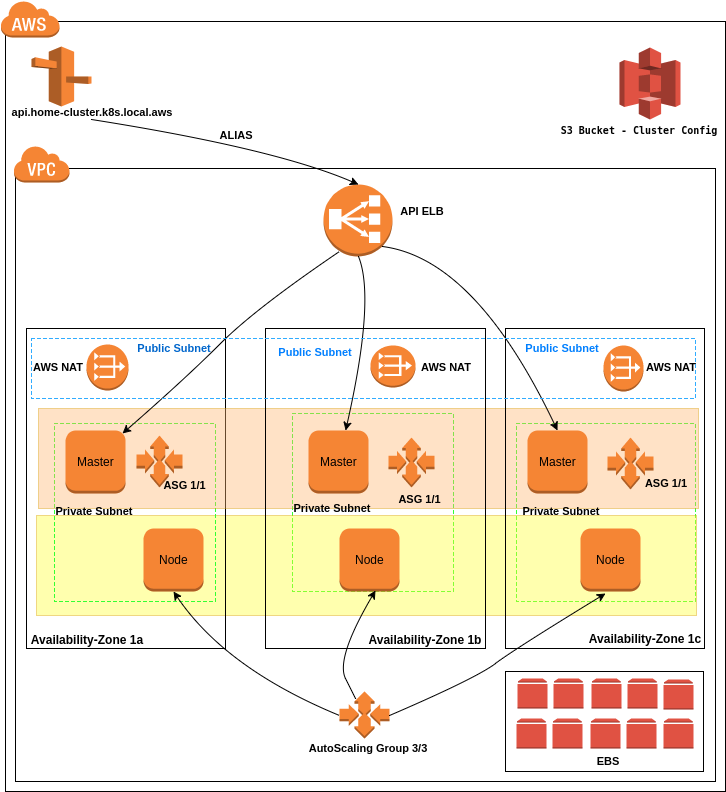 AWS
api.home-cluster.k8s.local.aws
S3 Bucket - Cluster Config
ALIAS
VPC
API ELB
Public Subnet
Public Subnet
Public Subnet
AWS NAT
AWS NAT
AWS NAT
Master
Master
Master
ASG 1/1
ASG 1/1
ASG 1/1
Private Subnet
Private Subnet
Private Subnet
Node
Node
Node
Availability-Zone 1a
Availability-Zone 1b
Availability-Zone 1c
AutoScaling Group 3/3
EBS